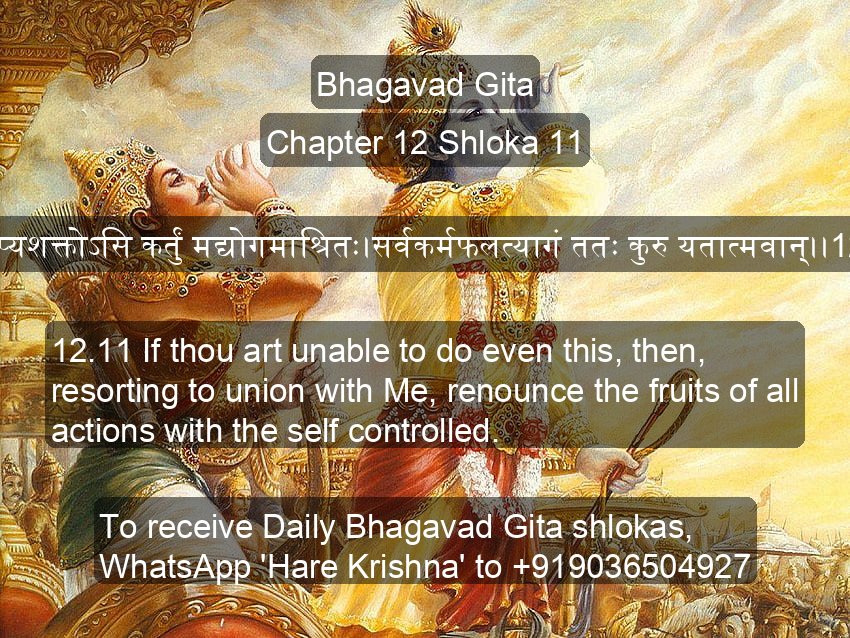 Bhagavad Gita
Chapter 12 Shloka 11
प्यशक्तोऽसि कर्तुं मद्योगमाश्रितः।सर्वकर्मफलत्यागं ततः कुरु यतात्मवान्।।1
12.11 If thou art unable to do even this, then,
resorting to union with Me, renounce the fruits of all
actions with the self controlled.
To receive Daily Bhagavad Gita shlokas,
WhatsApp 'Hare Krishna' to +919036504927